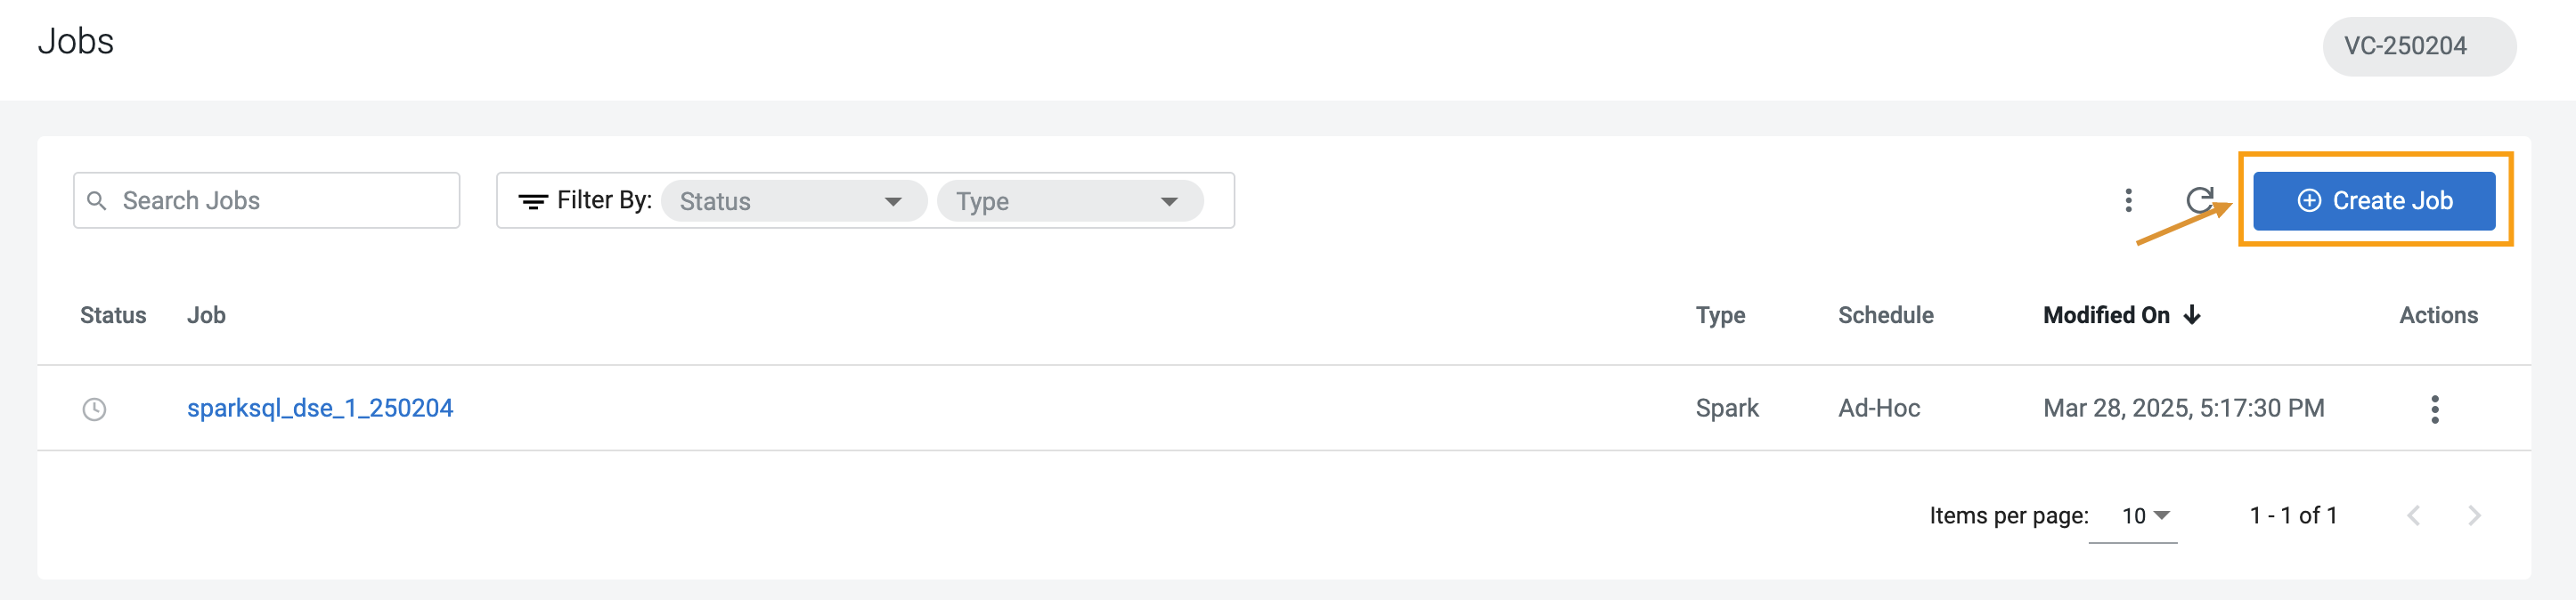 Jobs
VC-250204
Search Jobs
Filter By: Status Type
Create Job
Status Job Type Schedule Modified On Actions
sparksql_dse_1_250204 Spark Ad-Hoc Mar 28, 2025, 5:17:30 PM
Items per page: 10 1 - 1 of 1